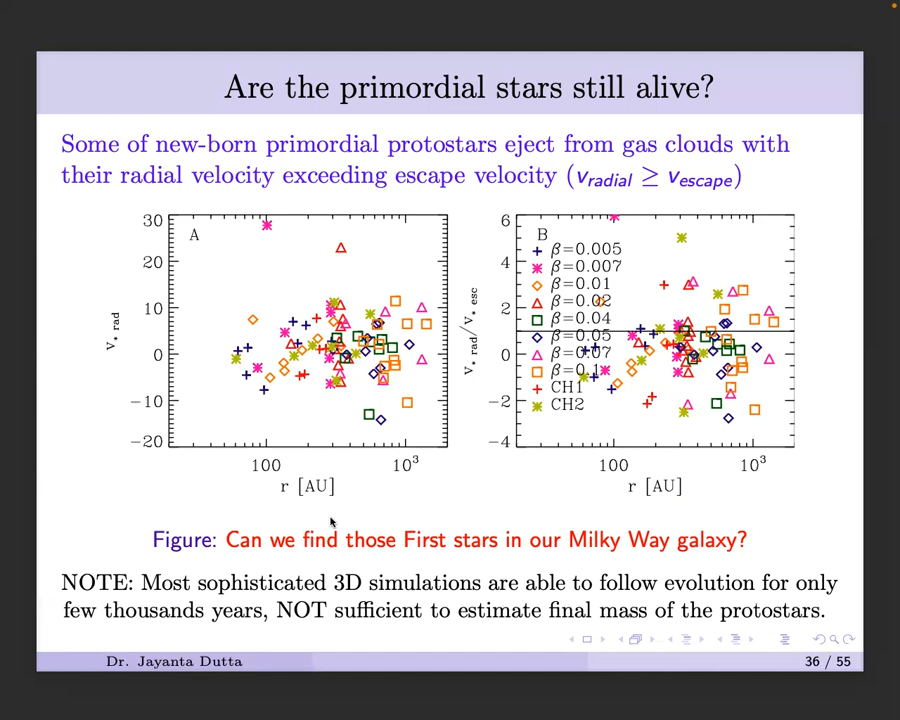 Are the primordial stars still alive?
Some of new-born primordial protostars eject from gas clouds with
their radial velocity exceeding escape velocity (v_radial ≥ v_escape)
30
20
10
0
−10
−20
A
v*rad
100
10³
r [AU]
6
4
2
0
−2
−4
B
β=0.005
β=0.007
β=0.01
β=0.02
β=0.04
β=0.05
β=0.07
β=0.1
CH1
CH2
v*rad/v*esc
100
10³
r [AU]
Figure: Can we find those First stars in our Milky Way galaxy?
NOTE: Most sophisticated 3D simulations are able to follow evolution for only
few thousands years, NOT sufficient to estimate final mass of the protostars.
Dr. Jayanta Dutta
36 / 55